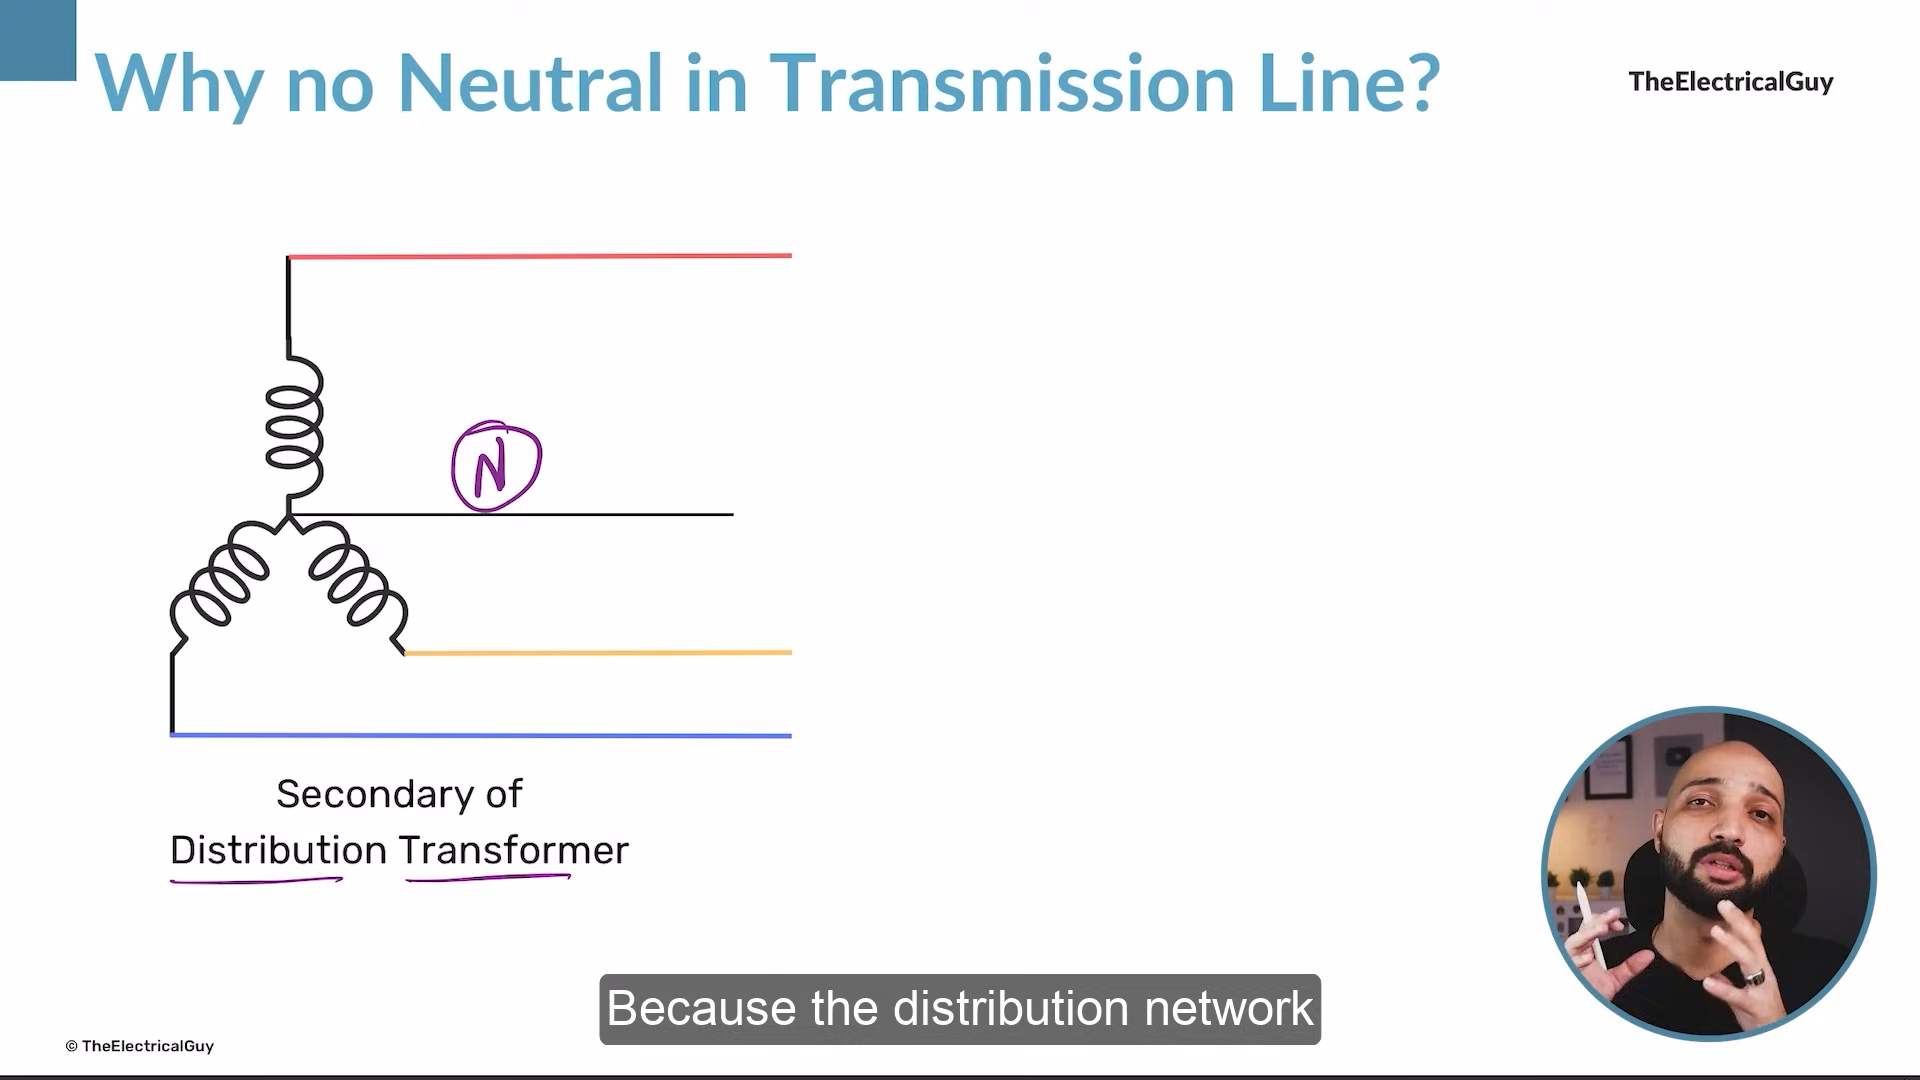 Why no Neutral in Transmission Line?
TheElectricalGuy
N
Secondary of
Distribution Transformer
Because the distribution network
© TheElectricalGuy